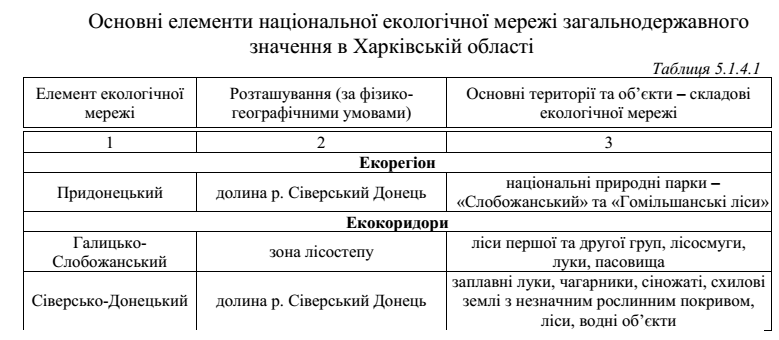 Основні елементи національної екологічної мережі загальнодержавного
значення в Харківській області
Таблиця 5.1.4.1
Елемент екологічної
мережі
Розташування (за фізико-
географічними умовами)
Основні території та об’єкти – складові
екологічної мережі
1
2
3
Екорегіон
Придонецький
долина р. Сіверський Донець
національні природні парки –
«Слобожанський» та «Гомільшанські ліси»
Екокоридори
Галицько-
Слобожанський
зона лісостепу
ліси першої та другої груп, лісосмуги,
луки, пасовища
Сіверсько-Донецький
долина р. Сіверський Донець
заплавні луки, чагарники, сіножаті, схилові
землі з незначним рослинним покривом,
ліси, водні об’єкти